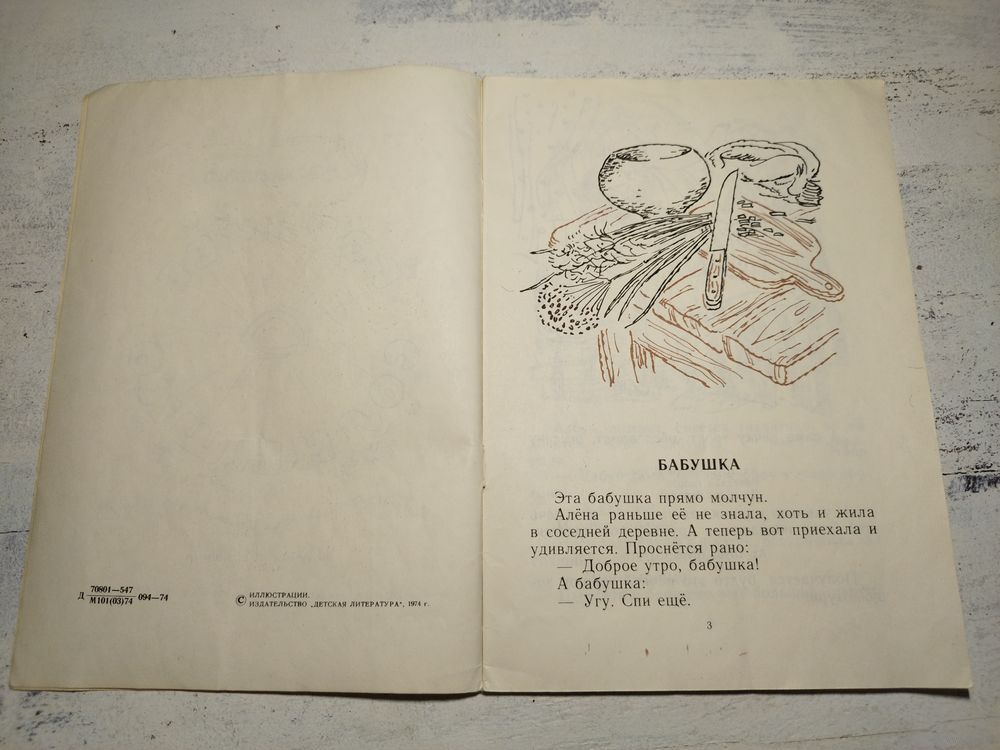 Д 70801—547
М101(03)74 094—74
© ИЛЛЮСТРАЦИИ.
ИЗДАТЕЛЬСТВО „ДЕТСКАЯ ЛИТЕРАТУРА", 1974 г.
БАБУШКА
Эта бабушка прямо молчун.
Алёна раньше её не знала, хоть и жила
в соседней деревне. А теперь вот приехала и
удивляется. Проснётся рано:
— Доброе утро, бабушка!
А бабушка:
— Угу. Спи ещё.
3